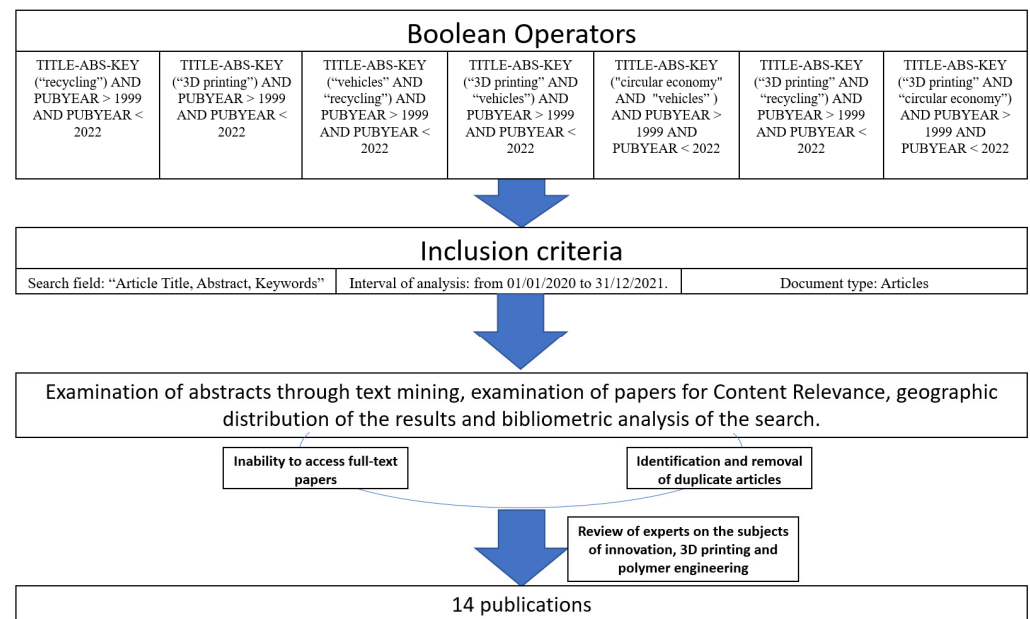 Boolean Operators
TITLE-ABS-KEY
(“recycling”) AND
PUBYEAR > 1999
AND PUBYEAR <
2022
TITLE-ABS-KEY
(“3D printing”) AND
PUBYEAR > 1999
AND PUBYEAR <
2022
TITLE-ABS-KEY
(“vehicles” AND
“recycling”) AND
PUBYEAR > 1999
AND PUBYEAR <
2022
TITLE-ABS-KEY
(“3D printing” AND
“vehicles”) AND
PUBYEAR > 1999
AND PUBYEAR <
2022
TITLE-ABS-KEY
("circular economy"
AND "vehicles" )
AND PUBYEAR >
1999 AND
PUBYEAR < 2022
TITLE-ABS-KEY
(“3D printing” AND
“recycling”) AND
PUBYEAR > 1999
AND PUBYEAR <
2022
TITLE-ABS-KEY
(“3D printing” AND
“circular economy”)
AND PUBYEAR >
1999 AND
PUBYEAR < 2022
Inclusion criteria
Search field: “Article Title, Abstract, Keywords”
Interval of analysis: from 01/01/2020 to 31/12/2021.
Document type: Articles
Examination of abstracts through text mining, examination of papers for Content Relevance, geographic
distribution of the results and bibliometric analysis of the search.
Inability to access full-text
papers
Identification and removal
of duplicate articles
Review of experts on the subjects
of innovation, 3D printing and
polymer engineering
14 publications